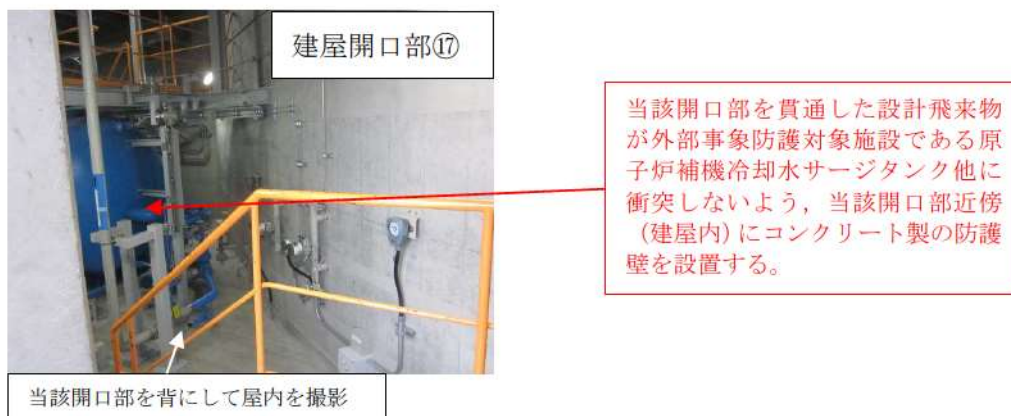 建屋開口部⑰
当該開口部を貫通した設計飛来物
が外部事象防護対象施設である原
子炉補機冷却水サージタンク他に
衝突しないよう，当該開口部近傍
（建屋内）にコンクリート製の防護
壁を設置する。
当該開口部を背にして屋内を撮影